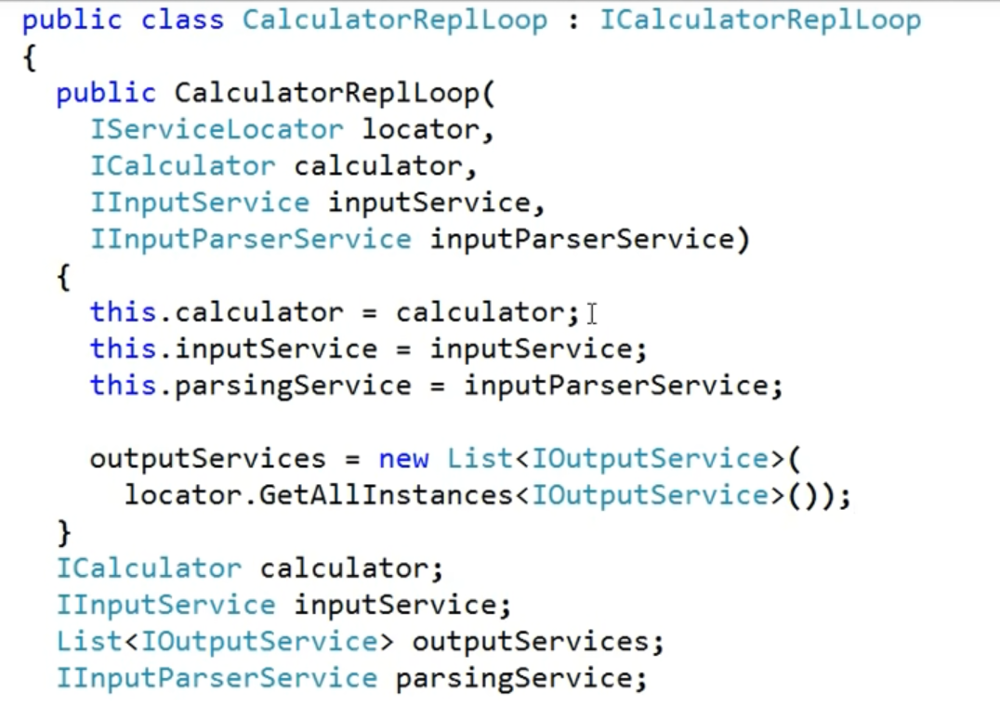 public class CalculatorReplLoop : ICalculatorReplLoop
{
public CalculatorReplLoop(
IServiceLocator locator,
ICalculator calculator,
IInputService inputService,
IInputParserService inputParserService)
{
this.calculator = calculator;
this.inputService = inputService;
this.parsingService = inputParserService;
outputServices = new List<IOutputService>(
locator.GetAllInstances<IOutputService>());
}
ICalculator calculator;
IInputService inputService;
List<IOutputService> outputServices;
IInputParserService parsingService;